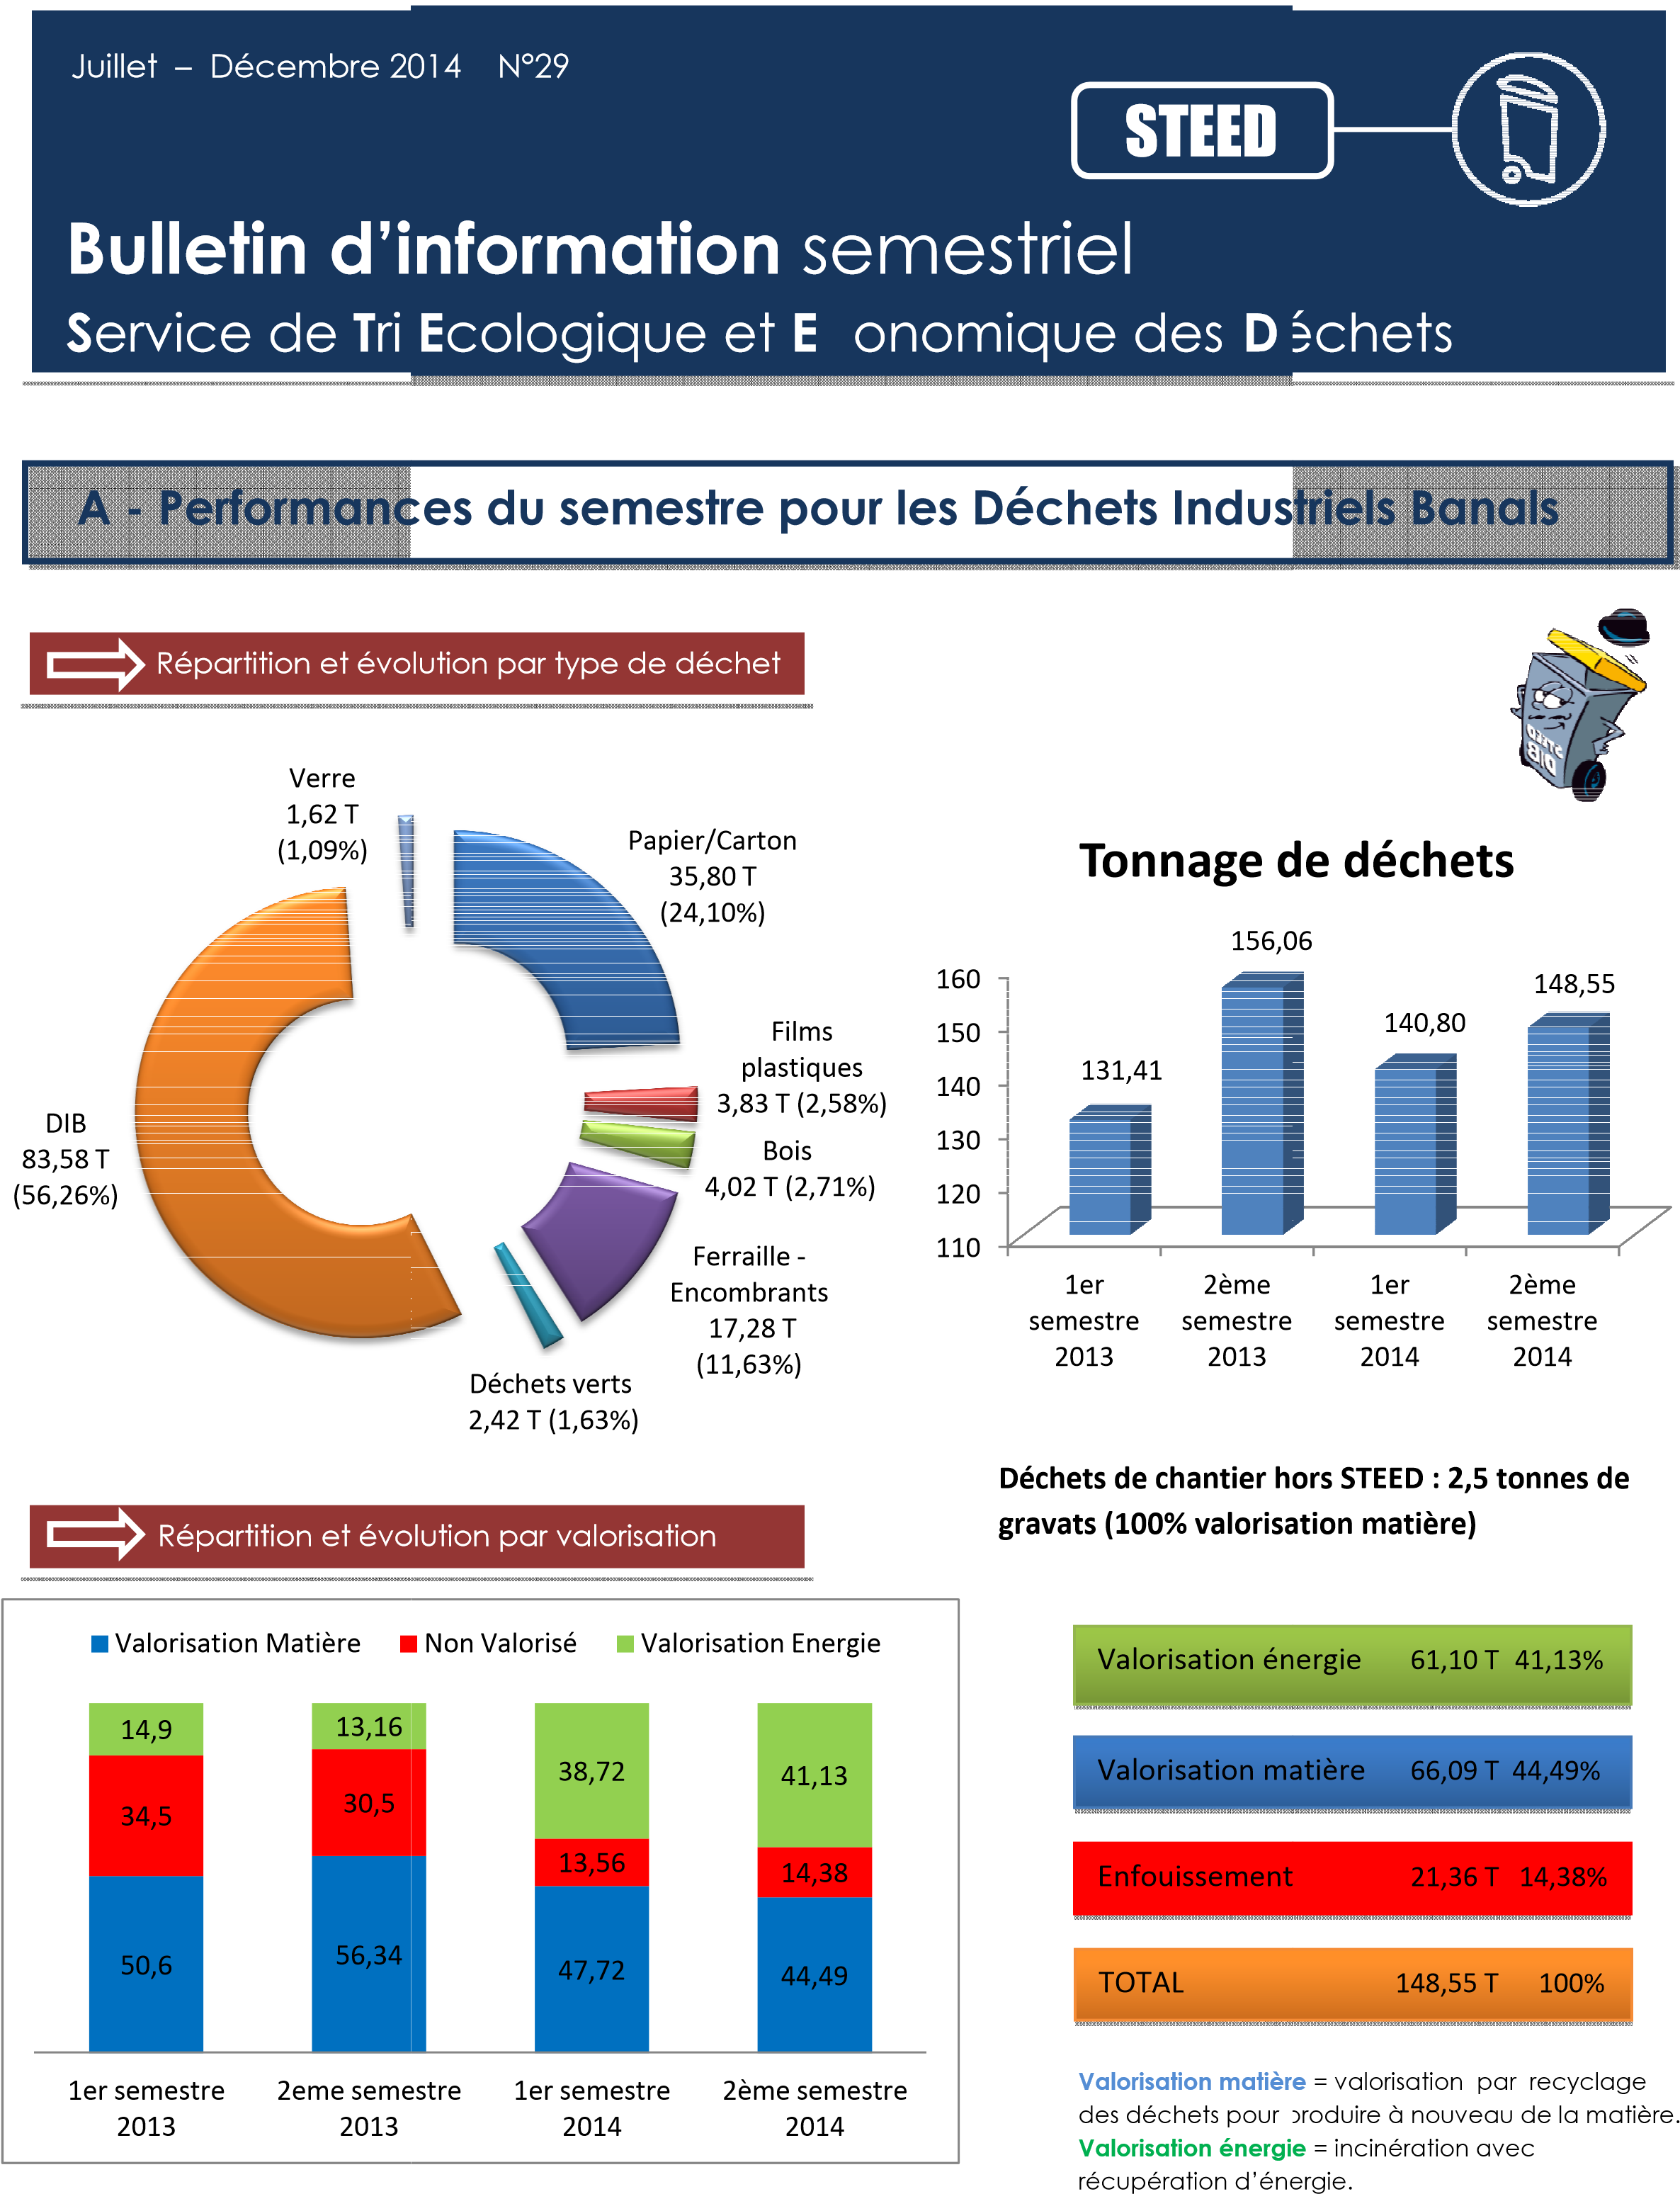 Juillet – Décembre 2014 N°29
STEED
Bulletin d’information semestriel
Service de Tri Ecologique et E onomique des Déchets
A - Performances du semestre pour les Déchets Industriels Banals
Répartition et évolution par type de déchet
STEED
DIB
Verre
1,62 T
(1,09%)
Papier/Carton
35,80 T
(24,10%)
Films
plastiques
3,83 T (2,58%)
Bois
4,02 T (2,71%)
Ferraille -
Encombrants
17,28 T
(11,63%)
Déchets verts
2,42 T (1,63%)
DIB
83,58 T
(56,26%)
Tonnage de déchets
160
150
140
130
120
110
131,41
156,06
140,80
148,55
1er
semestre
2013
2ème
semestre
2013
1er
semestre
2014
2ème
semestre
2014
Déchets de chantier hors STEED : 2,5 tonnes de
gravats (100% valorisation matière)
Répartition et évolution par valorisation
Valorisation Matière Non Valorisé Valorisation Energie
14,9
34,5
50,6
13,16
30,5
56,34
38,72
13,56
47,72
41,13
14,38
44,49
1er semestre
2013
2eme semestre
2013
1er semestre
2014
2ème semestre
2014
Valorisation énergie 61,10 T 41,13%
Valorisation matière 66,09 T 44,49%
Enfouissement 21,36 T 14,38%
TOTAL 148,55 T 100%
Valorisation matière = valorisation par recyclage
des déchets pour produire à nouveau de la matière.
Valorisation énergie = incinération avec
récupération d’énergie.